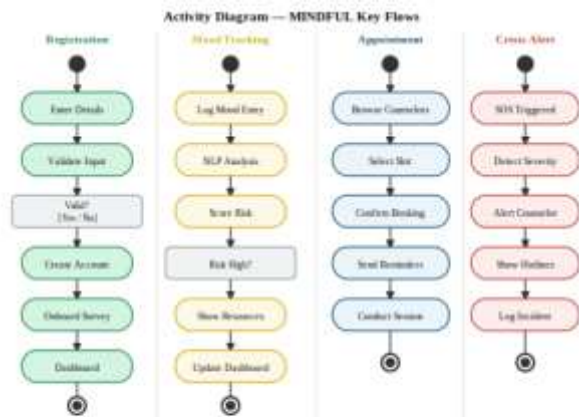 Activity Diagram — MINDFUL Key Flows
Registration
Enter Details
Validate Input
Valid?
[Yes / No]
Create Account
Onboard Survey
Dashboard
Mood Tracking
Log Mood Entry
NLP Analysis
Score Risk
Risk High?
Show Resources
Update Dashboard
Appointment
Browse Counselors
Select Slot
Confirm Booking
Send Reminders
Conduct Session
Crisis Alert
SOS Triggered
Detect Severity
Alert Counselor
Show Hotlines
Log Incident